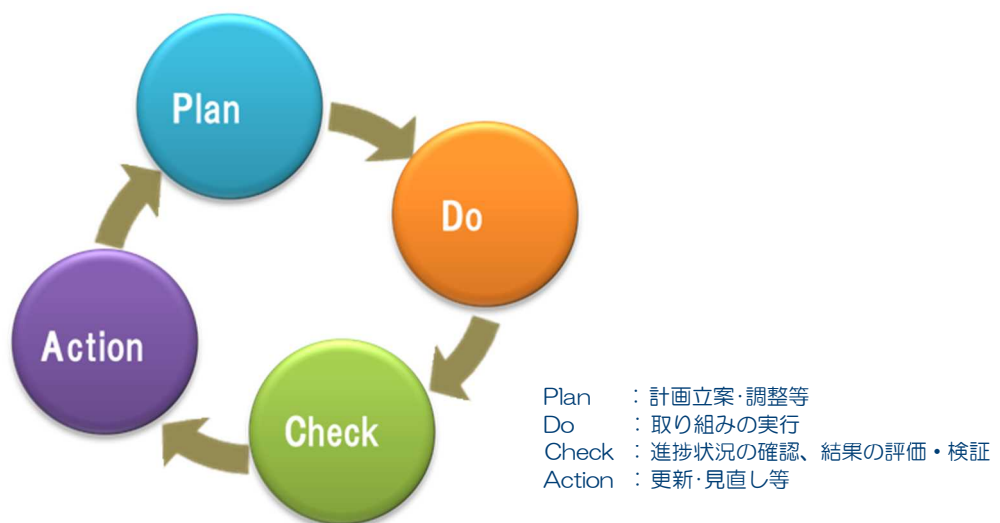 Plan
Do
Action
Check
Plan : 計画立案・調整等
Do : 取り組みの実行
Check : 進捗状況の確認、結果の評価・検証
Action : 更新・見直し等